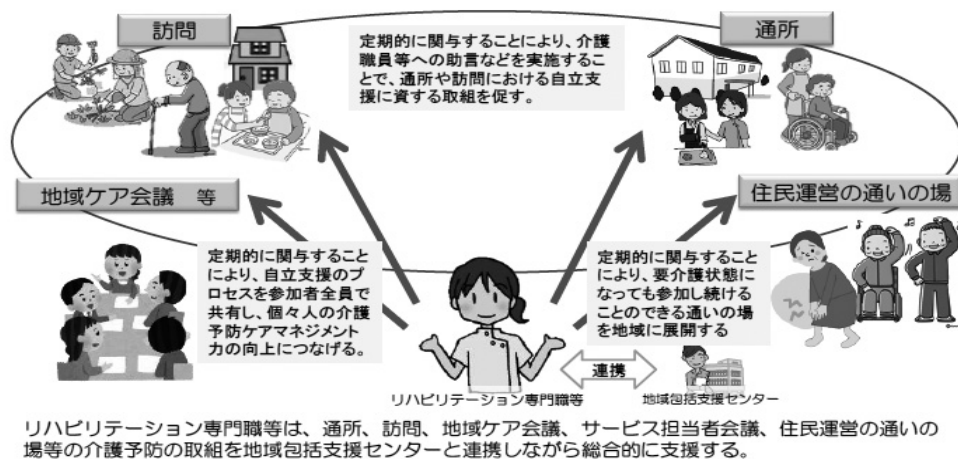 訪問
通所
定期的に関与することにより、介護
職員等への助言などを実施するこ
とで、通所や訪問における自立支
援に資する取組を促す。
地域ケア会議 等
住民運営の通いの場
定期的に関与すること
により、自立支援のプ
ロセスを参加者全員で
共有し、個々人の介護
予防ケアマネジメント
力の向上につなげる。
定期的に関与すること
により、要介護状態に
なっても参加し続ける
ことのできる通いの場
を地域に展開する
連携
リハビリテーション専門職等
地域包括支援センター
リハビリテーション専門職等は、通所、訪問、地域ケア会議、サービス担当者会議、住民運営の通いの
場等の介護予防の取組を地域包括支援センターと連携しながら総合的に支援する。